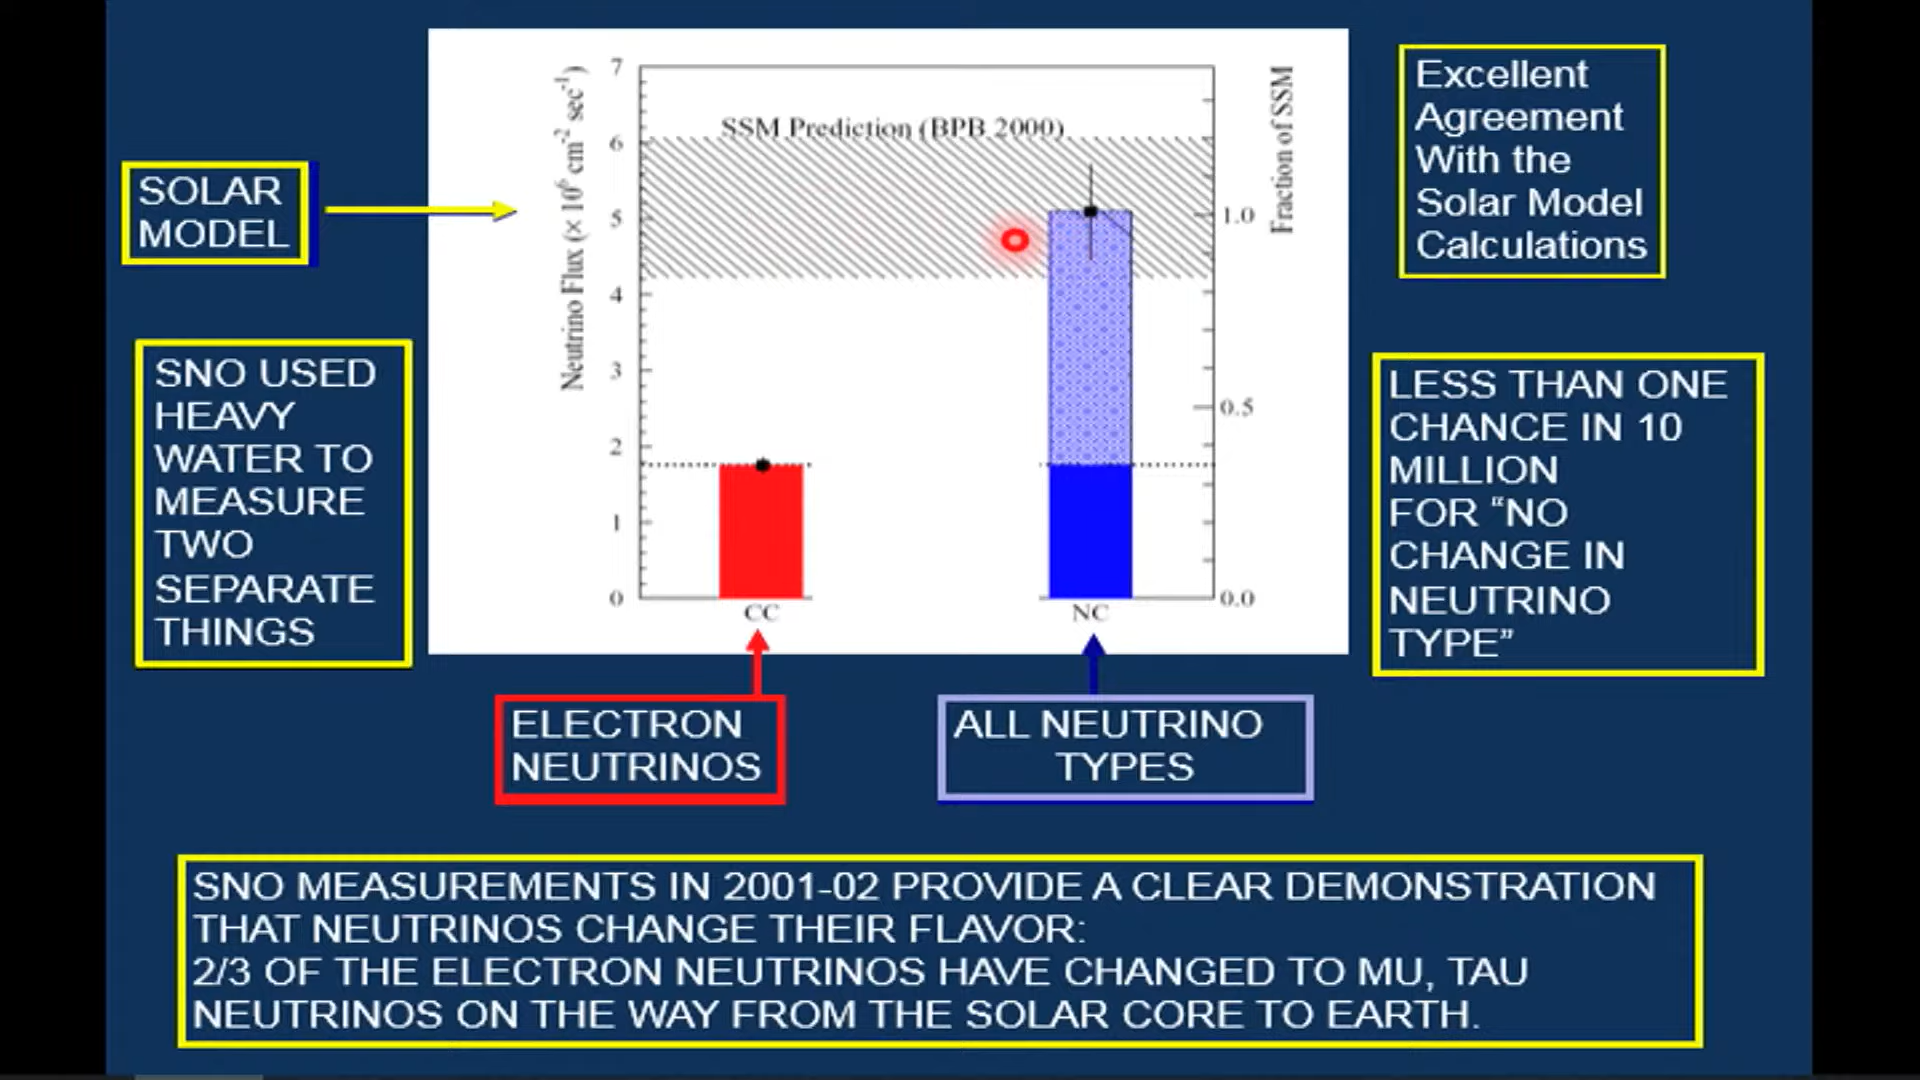 SOLAR
MODEL
SNO USED
HEAVY
WATER TO
MEASURE
TWO
SEPARATE
THINGS
Neutrino Flux (× 10⁶ cm⁻² sec⁻¹)
7
6
5
4
3
2
1
0
SSM Prediction (BPB 2000)
CC
NC
1.0
0.5
0.0
Fraction of SSM
Excellent
Agreement
With the
Solar Model
Calculations
LESS THAN ONE
CHANCE IN 10
MILLION
FOR “NO
CHANGE IN
NEUTRINO
TYPE”
ELECTRON
NEUTRINOS
ALL NEUTRINO
TYPES
SNO MEASUREMENTS IN 2001-02 PROVIDE A CLEAR DEMONSTRATION
THAT NEUTRINOS CHANGE THEIR FLAVOR:
2/3 OF THE ELECTRON NEUTRINOS HAVE CHANGED TO MU, TAU
NEUTRINOS ON THE WAY FROM THE SOLAR CORE TO EARTH.